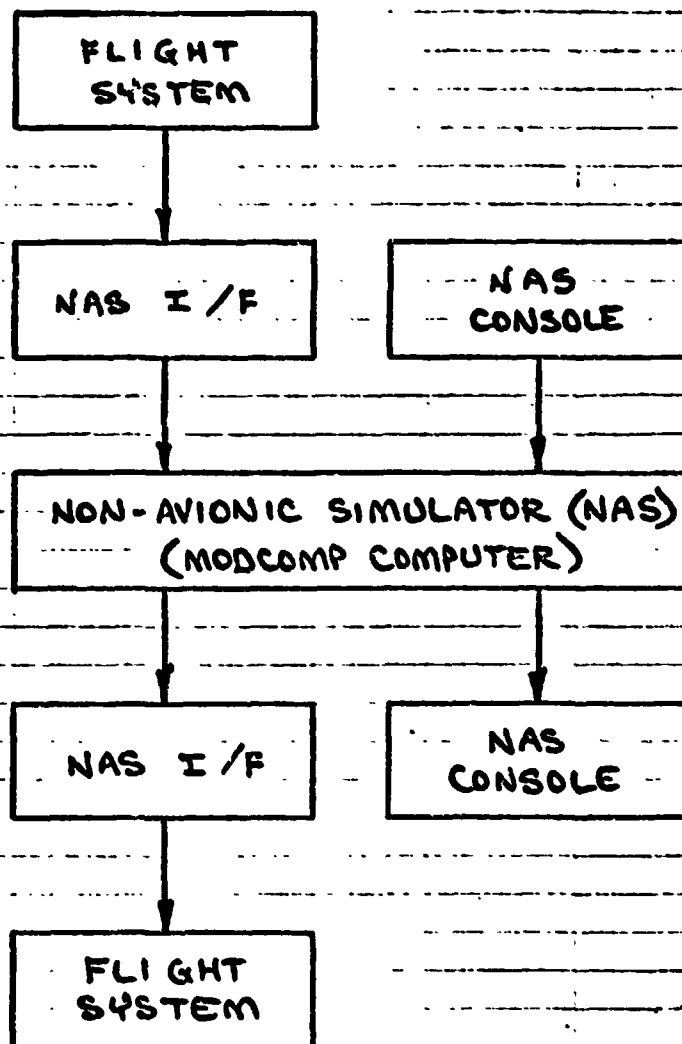 FLIGHT
SYSTEM
NAS I/F
NAS
CONSOLE
NON-AVIONIC SIMULATOR (NAS)
(MODCOMP COMPUTER)
NAS I/F
NAS
CONSOLE
FLIGHT
SYSTEM